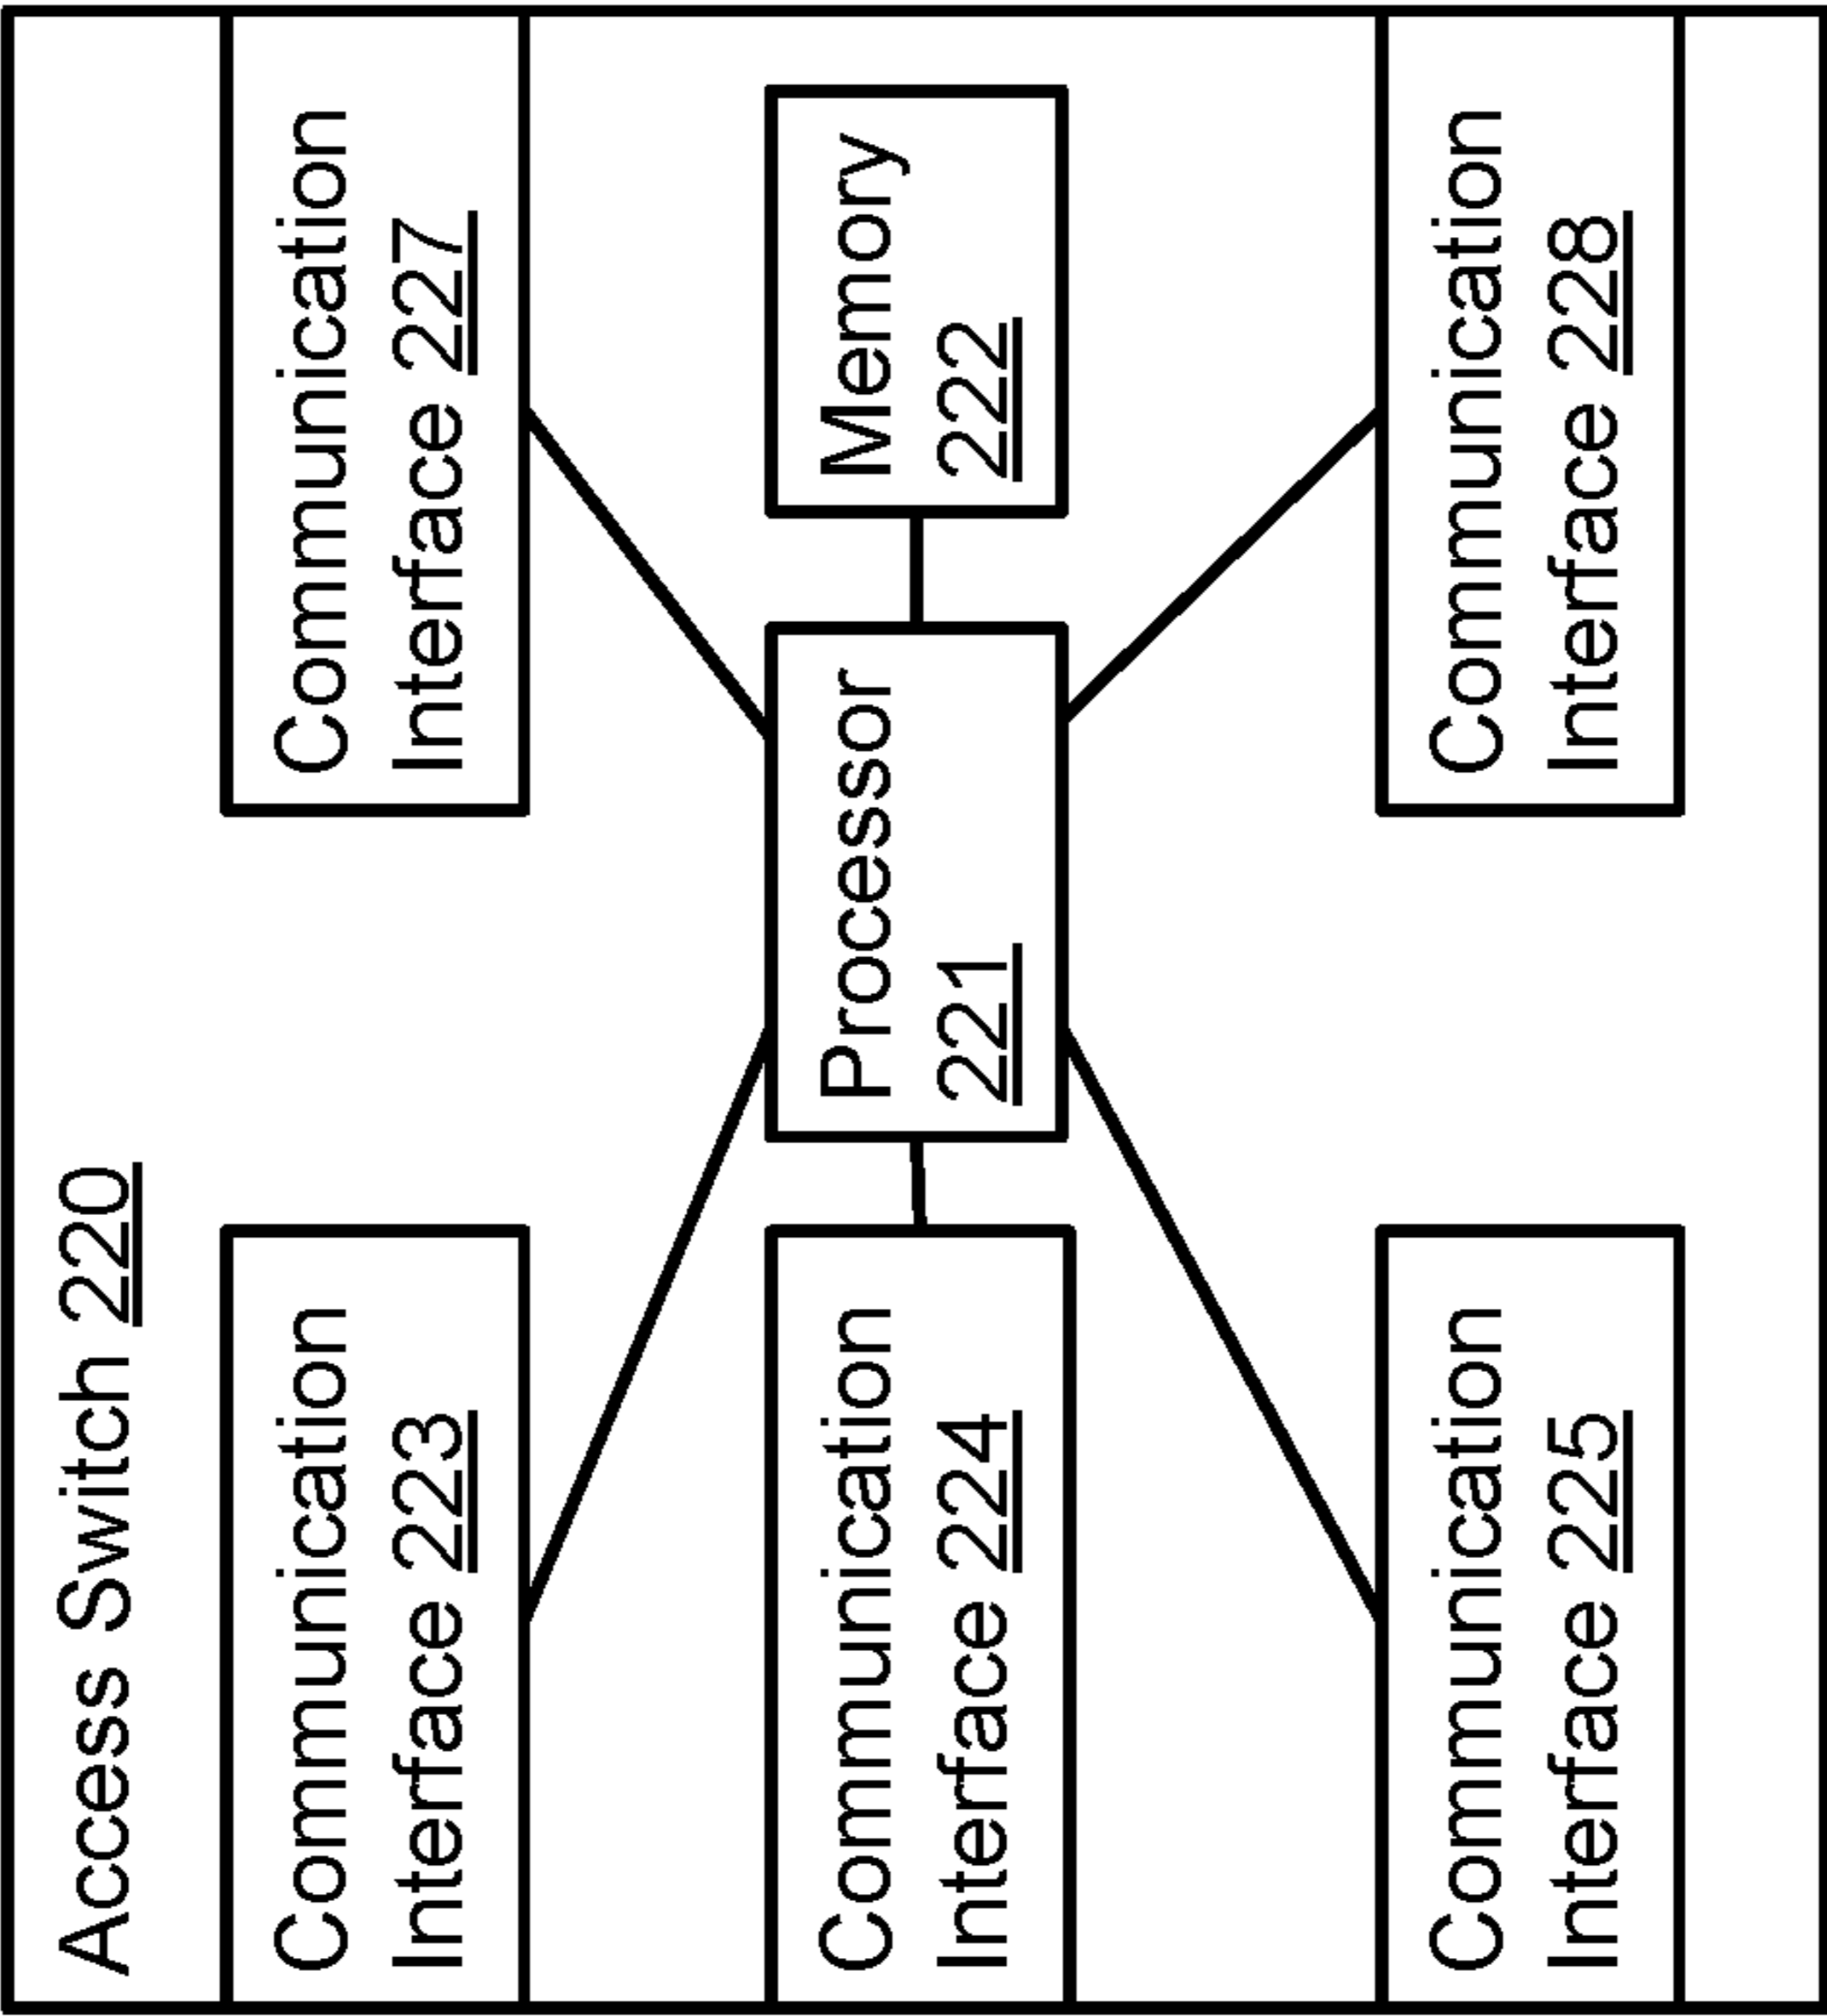 Access Switch 220
Communication
Interface 223
Communication
Interface 227
Communication
Interface 224
Processor
221
Memory
222
Communication
Interface 225
Communication
Interface 228